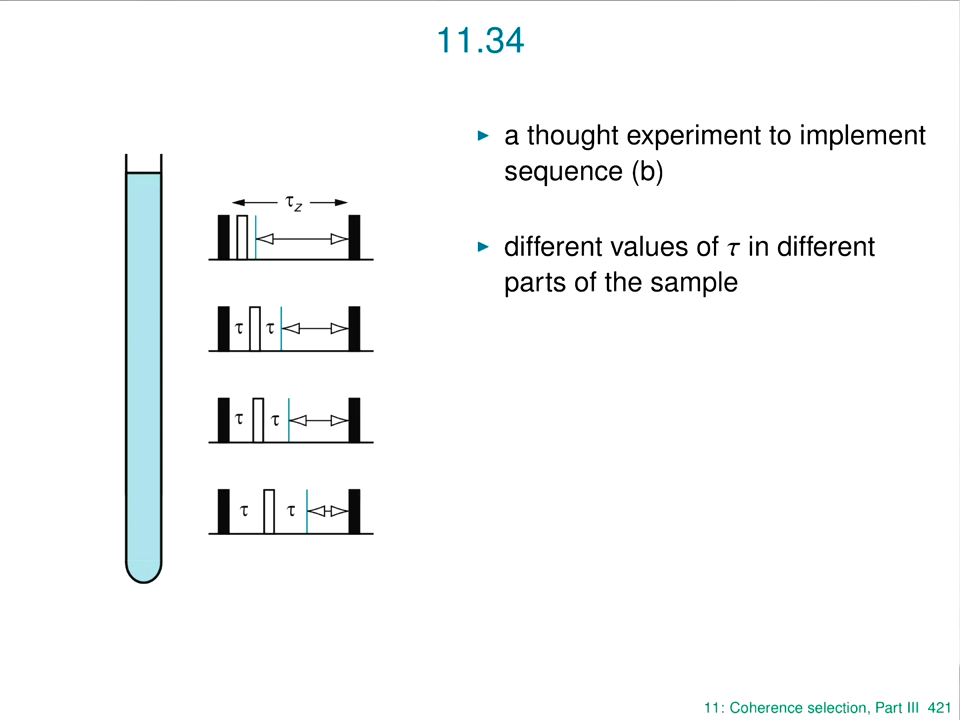 11.34
▶ a thought experiment to implement
sequence (b)
▶ different values of τ in different
parts of the sample
τz
τ τ
τ τ
τ τ
11: Coherence selection, Part III 421